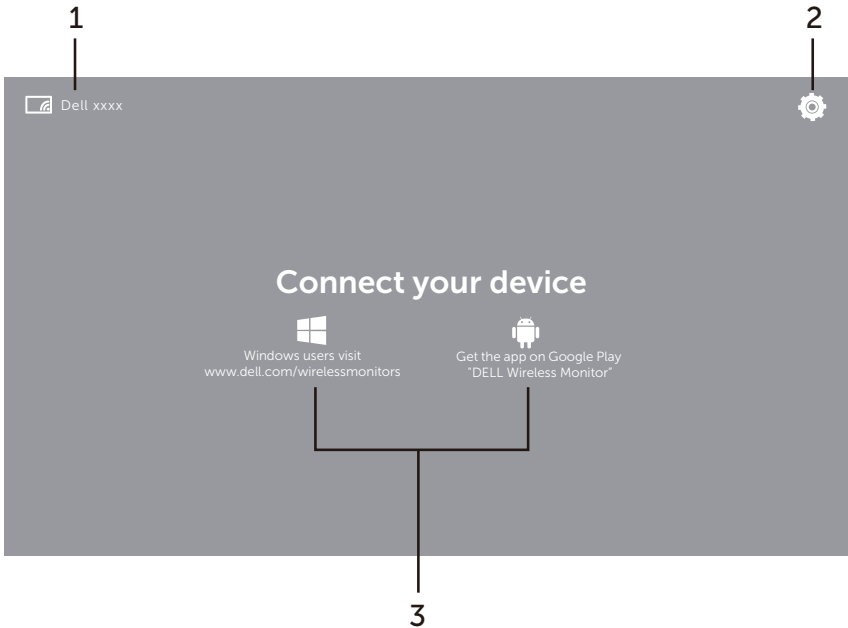 1
2
Dell xxxx
Connect your device
Windows users visit
www.dell.com/wirelessmonitors
Get the app on Google Play
"DELL Wireless Monitor"
3